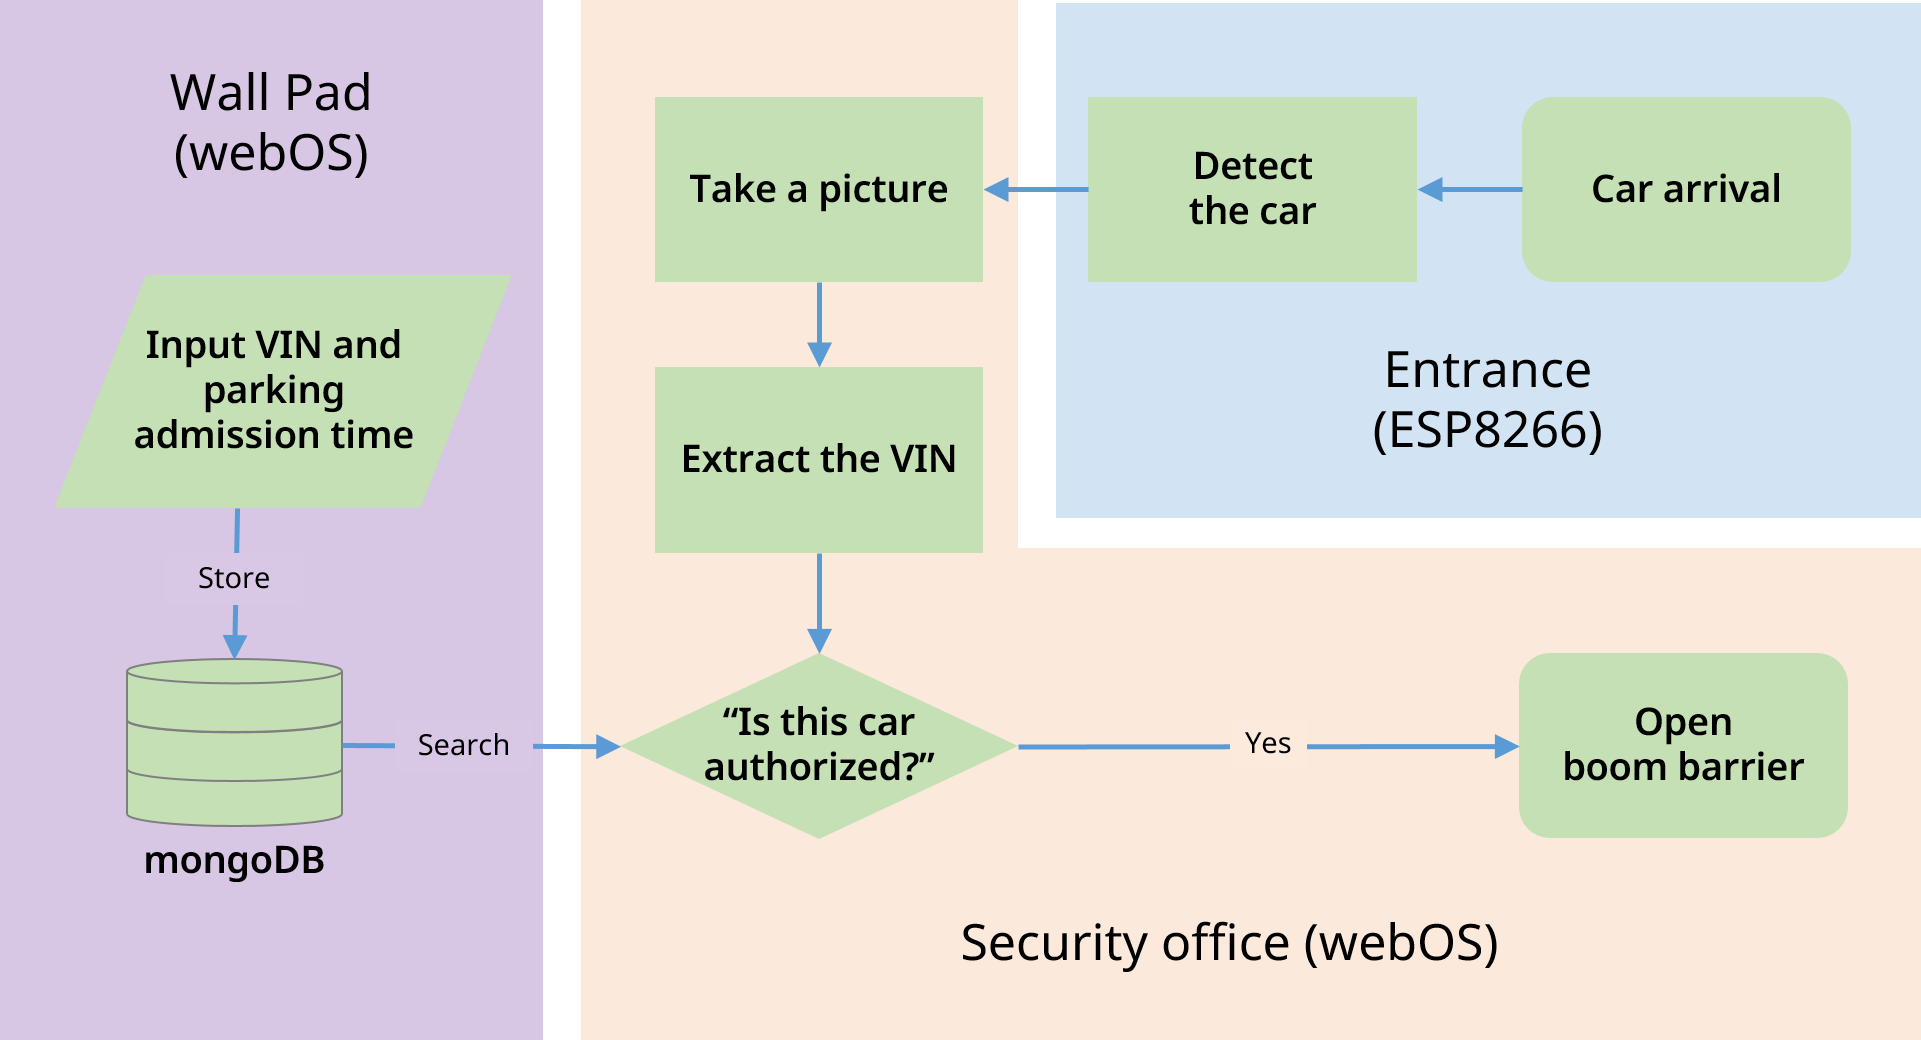 Wall Pad
(webOS)
Input VIN and
parking
admission time
Store
mongoDB
Search
Take a picture
Extract the VIN
“Is this car
authorized?”
Yes
Open
boom barrier
Security office (webOS)
Detect
the car
Car arrival
Entrance
(ESP8266)